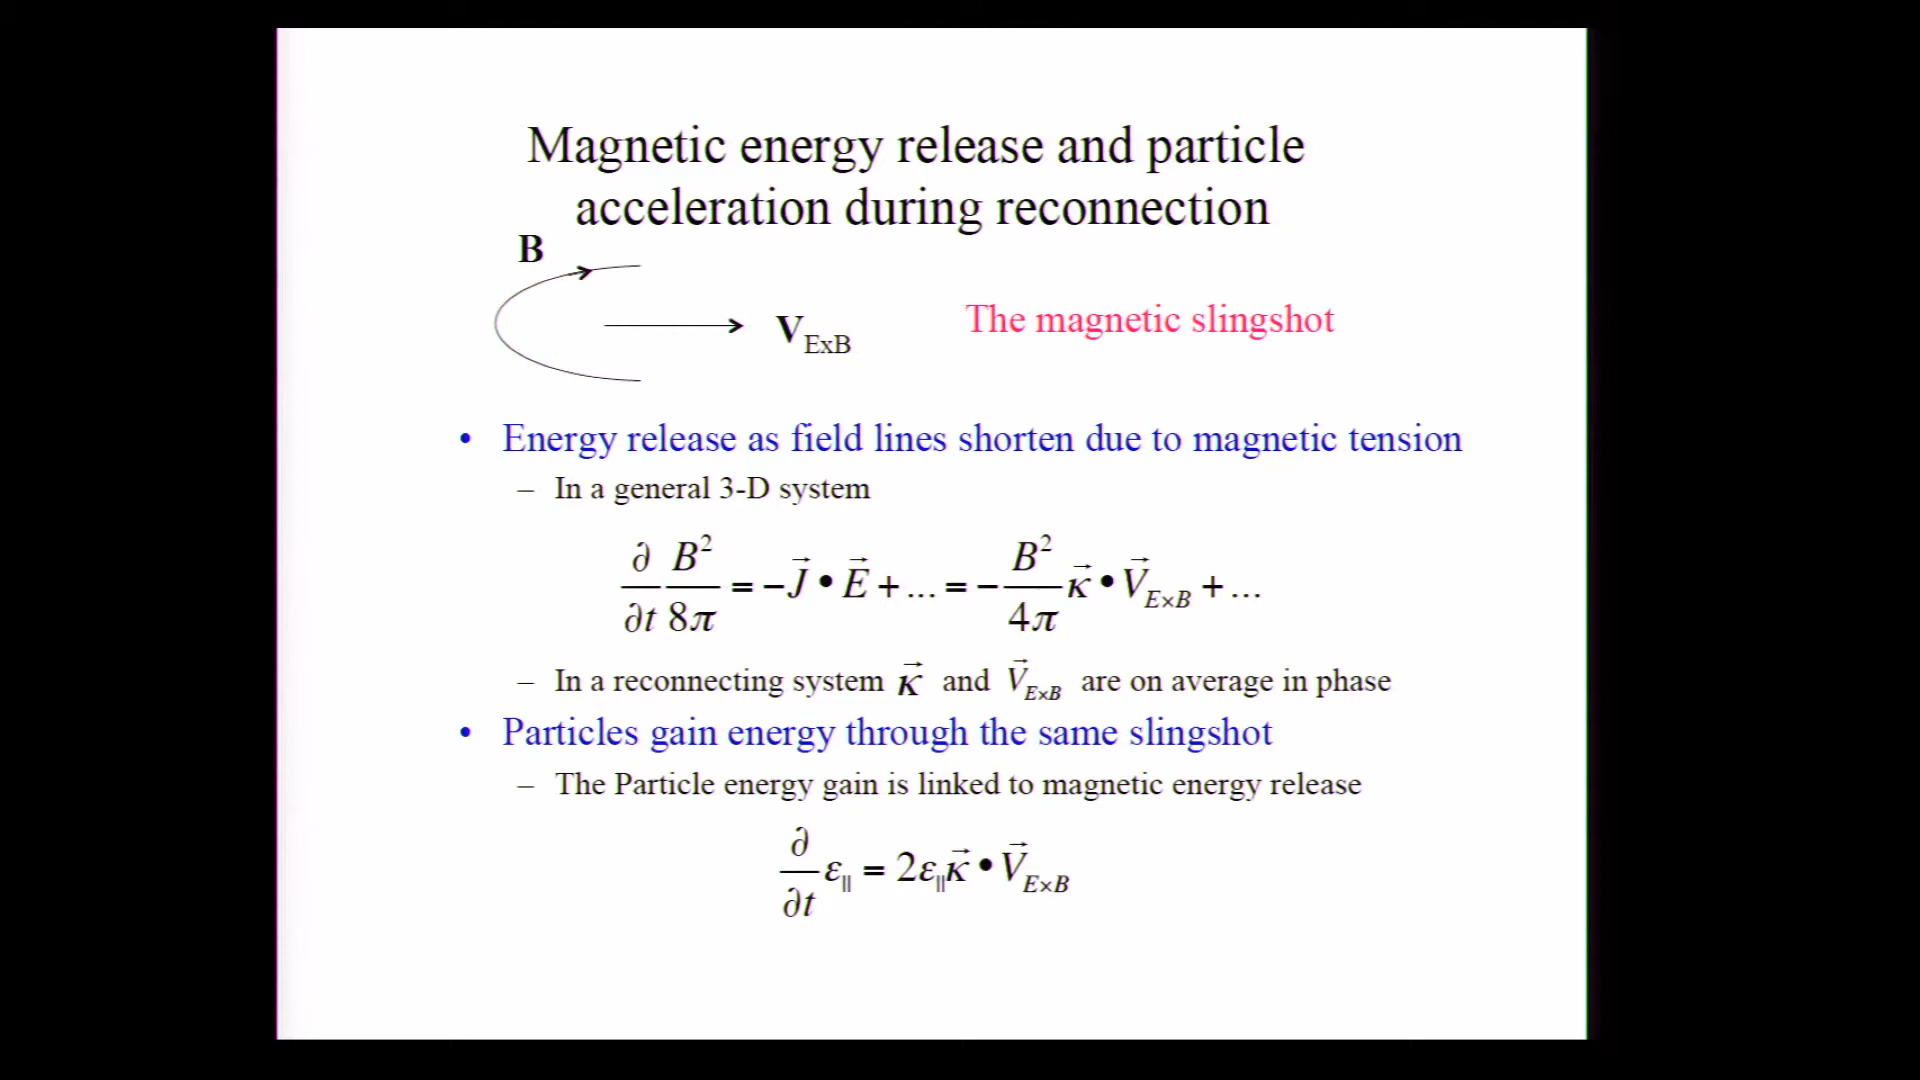 Magnetic energy release and particle
acceleration during reconnection
B
V_ExB
The magnetic slingshot
• Energy release as field lines shorten due to magnetic tension
– In a general 3-D system
∂/∂t B²/8π = −J⃗ • E⃗ + ... = − B²/4π κ⃗ • V⃗_E×B + ...
– In a reconnecting system κ⃗ and V⃗_E×B are on average in phase
• Particles gain energy through the same slingshot
– The Particle energy gain is linked to magnetic energy release
∂/∂t ε_|| = 2ε_|| κ⃗ • V⃗_E×B